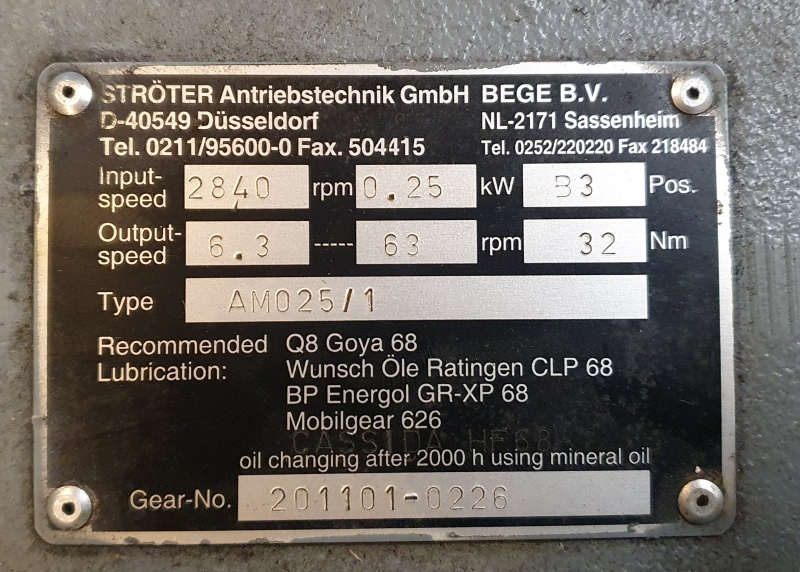 STRÖTER Antriebstechnik GmbH BEGE B.V.
D-40549 Düsseldorf NL-2171 Sassenheim
Tel. 0211/95600-0 Fax. 504415 Tel. 0252/220220 Fax 218484
Input-speed 2840 rpm 0.25 kW B3 Pos.
Output-speed 6.3 ----- 63 rpm 32 Nm
Type AM025/1
Recommended Lubrication: Q8 Goya 68
Wunsch Öle Ratingen CLP 68
BP Energol GR-XP 68
Mobilgear 626
CASSIDA HF68
oil changing after 2000 h using mineral oil
Gear-No. 201101-0226